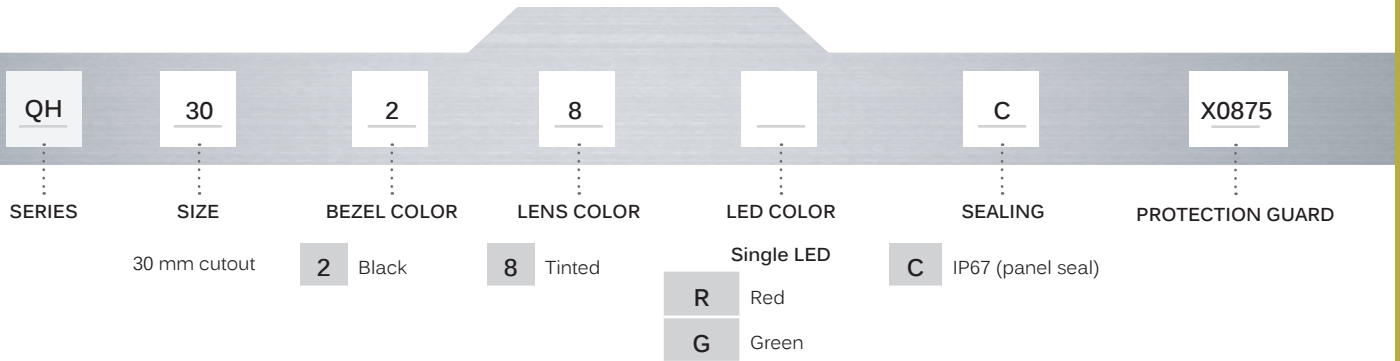 QH 30 2 8 C X0875
SERIES SIZE BEZEL COLOR LENS COLOR LED COLOR SEALING PROTECTION GUARD
Single LED
30 mm cutout 2 Black 8 Tinted C IP67 (panel seal)
R Red
G Green